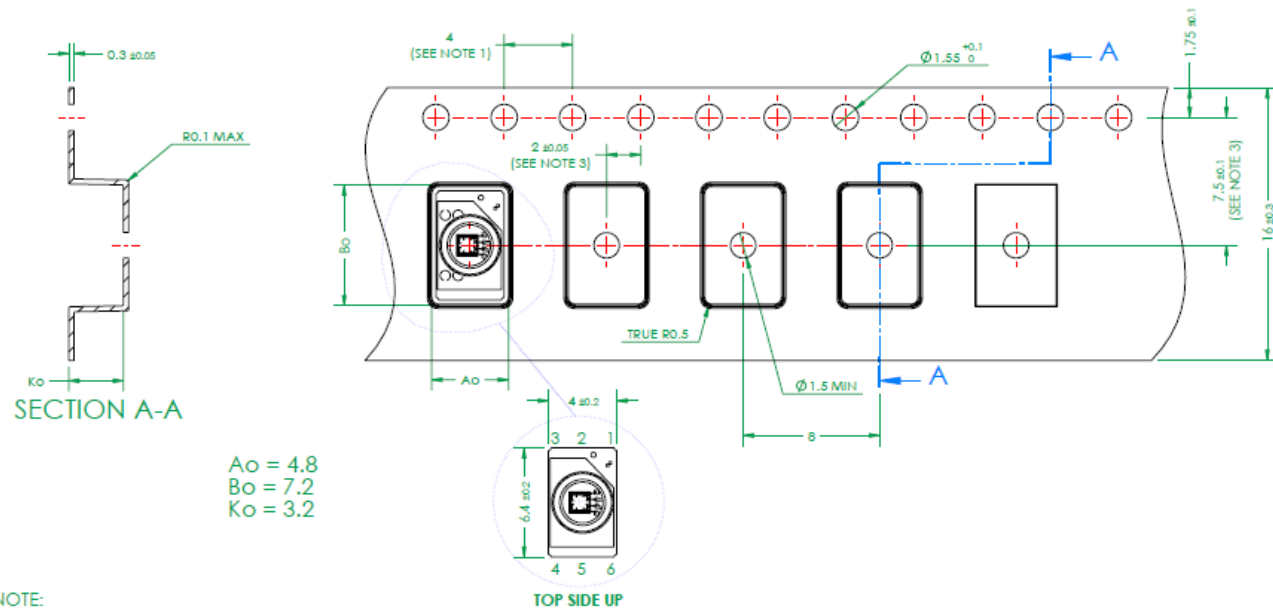 0.3 ±0.05
4
(SEE NOTE 1)
Ø1.55 +0.1 0
A
1.75 ±0.1
R0.1 MAX
2 ±0.05
(SEE NOTE 3)
7.5 ±0.1
(SEE NOTE 3)
16 ±0.3
Bo
TRUE R0.5
Ko
Ao
Ø1.5 MIN
A
SECTION A-A
4 ±0.2
8
3 2 1
Ao = 4.8
Bo = 7.2
Ko = 3.2
6.4 ±0.2
4 5 6
NOTE:
TOP SIDE UP